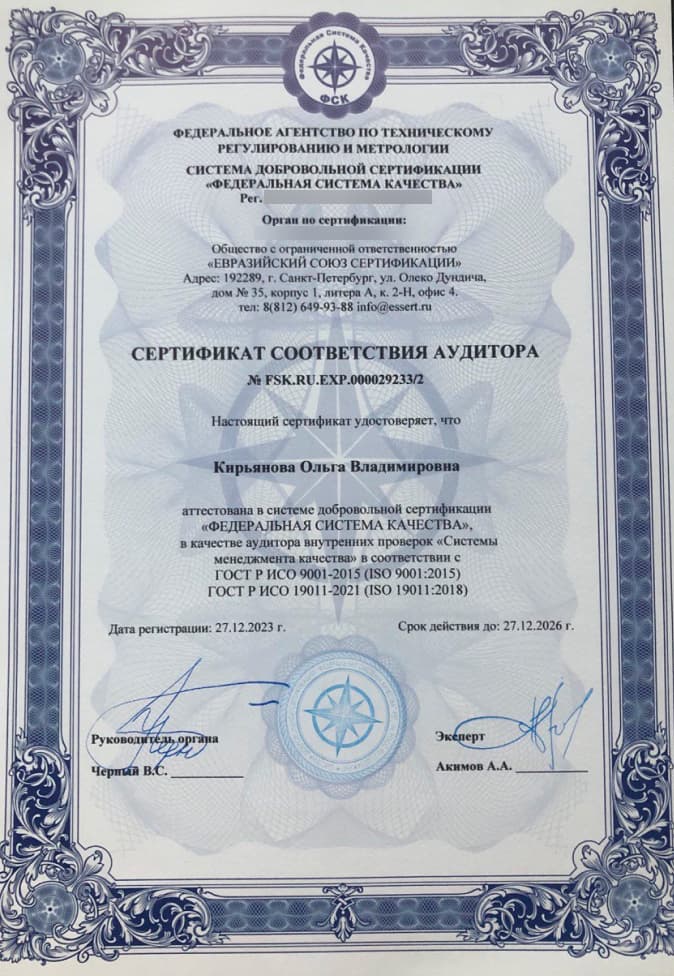 Федеральная Система Качества
ФСК
ФЕДЕРАЛЬНОЕ АГЕНТСТВО ПО ТЕХНИЧЕСКОМУ
РЕГУЛИРОВАНИЮ И МЕТРОЛОГИИ
СИСТЕМА ДОБРОВОЛЬНОЙ СЕРТИФИКАЦИИ
«ФЕДЕРАЛЬНАЯ СИСТЕМА КАЧЕСТВА»
Рег.
Орган по сертификации:
Общество с ограниченной ответственностью
«ЕВРАЗИЙСКИЙ СОЮЗ СЕРТИФИКАЦИИ»
Адрес: 192289, г. Санкт-Петербург, ул. Олеко Дундича,
дом № 35, корпус 1, литера А, к. 2-Н, офис 4.
тел: 8(812) 649-93-88 info@essert.ru
СЕРТИФИКАТ СООТВЕТСТВИЯ АУДИТОРА
№ FSK.RU.EXP.000029233/2
Настоящий сертификат удостоверяет, что
Кирьянова Ольга Владимировна
аттестована в системе добровольной сертификации
«ФЕДЕРАЛЬНАЯ СИСТЕМА КАЧЕСТВА»,
в качестве аудитора внутренних проверок «Системы
менеджмента качества» в соответствии с
ГОСТ Р ИСО 9001-2015 (ISO 9001:2015)
ГОСТ Р ИСО 19011-2021 (ISO 19011:2018)
Дата регистрации: 27.12.2023 г. Срок действия до: 27.12.2026 г.
Руководитель органа
Черный В.С.
Эксперт
Акимов А.А.